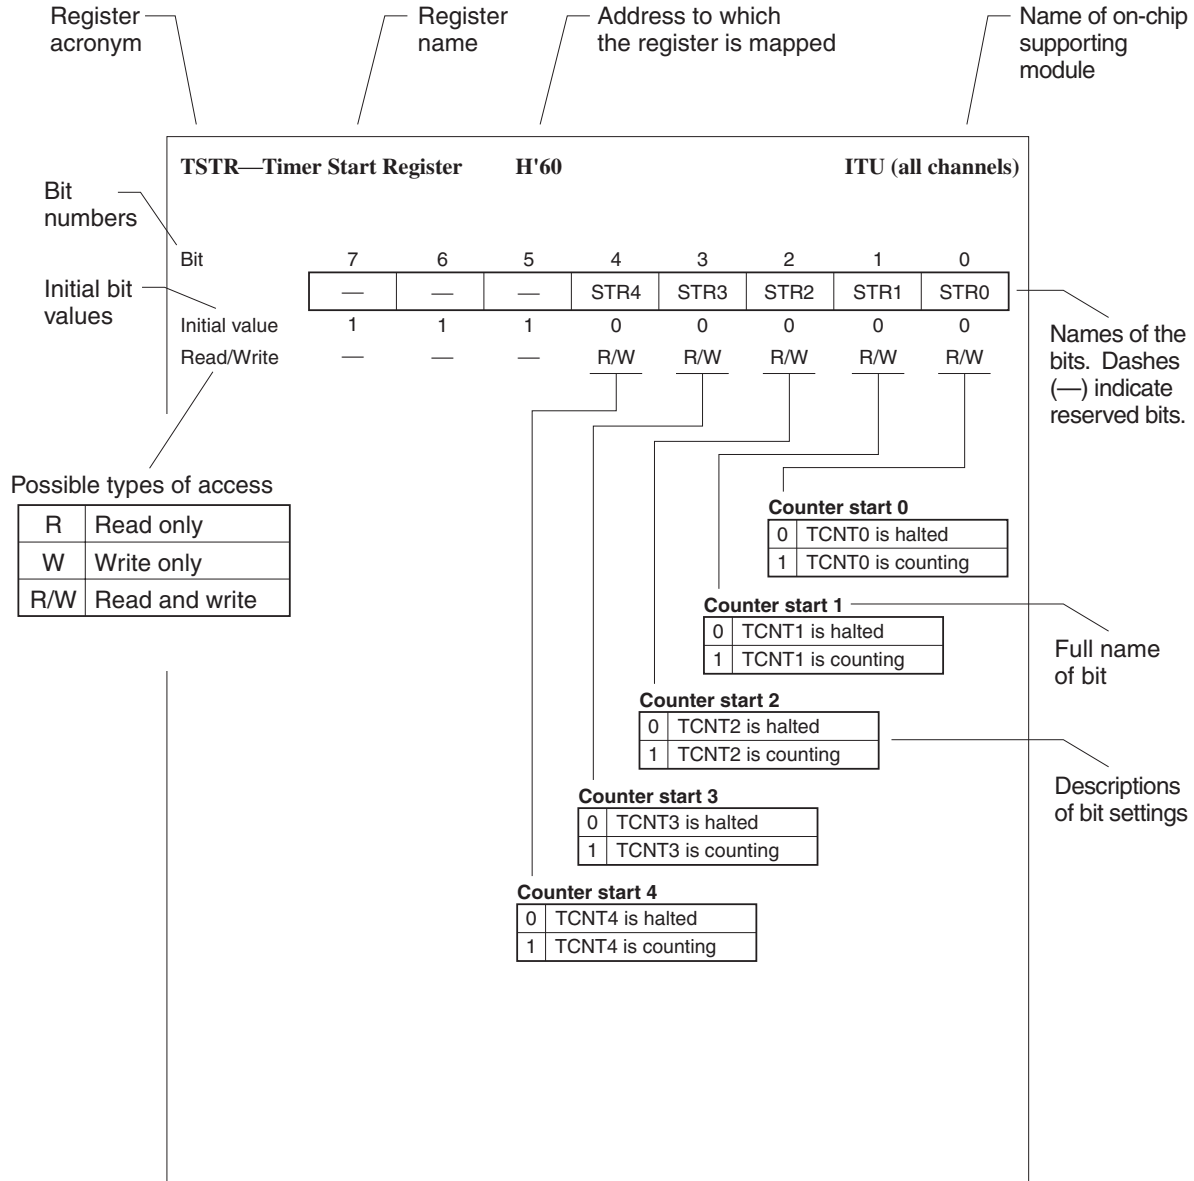 Register acronym
Register name
Address to which the register is mapped
Name of on-chip supporting module
TSTR—Timer Start Register H'60 ITU (all channels)
Bit numbers
Bit 7 6 5 4 3 2 1 0
— — — STR4 STR3 STR2 STR1 STR0
Initial bit values
Initial value 1 1 1 0 0 0 0 0
Read/Write — — — R/W R/W R/W R/W R/W
Names of the bits. Dashes (—) indicate reserved bits.
Possible types of access
R Read only
W Write only
R/W Read and write
Counter start 0
0 TCNT0 is halted
1 TCNT0 is counting
Counter start 1
0 TCNT1 is halted
1 TCNT1 is counting
Full name of bit
Counter start 2
0 TCNT2 is halted
1 TCNT2 is counting
Descriptions of bit settings
Counter start 3
0 TCNT3 is halted
1 TCNT3 is counting
Counter start 4
0 TCNT4 is halted
1 TCNT4 is counting